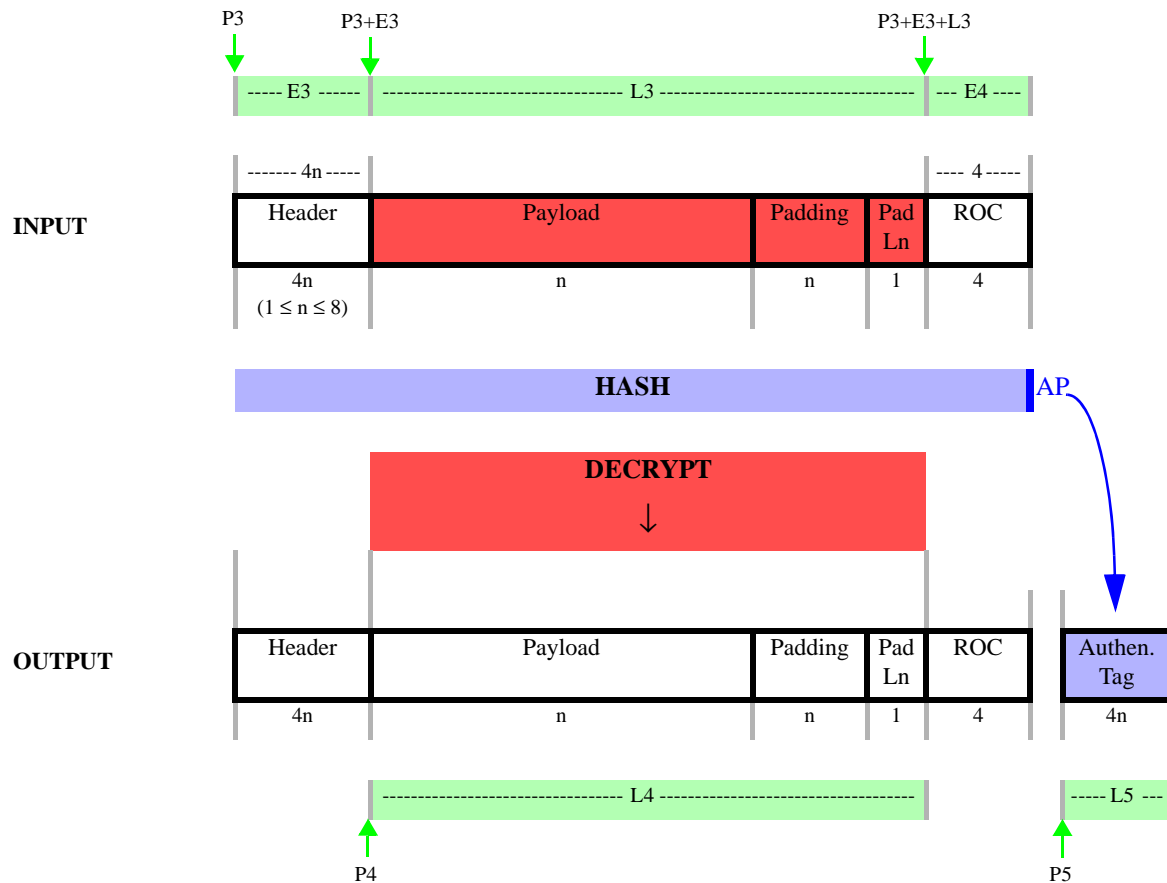 P3 P3+E3 P3+E3+L3
----- E3 ------ ---------------------------------- L3 ------------------------------------ --- E4 ----
------- 4n ----- ---- 4 ----
INPUT
Header Payload Padding Pad Ln ROC
4n n n 1 4
(1 ≤ n ≤ 8)
HASH AP
DECRYPT
↓
OUTPUT
Header Payload Padding Pad Ln ROC Authen. Tag
4n n n 1 4 4n
---------------------------------- L4 ------------------------------------ ----- L5 ---
P4 P5